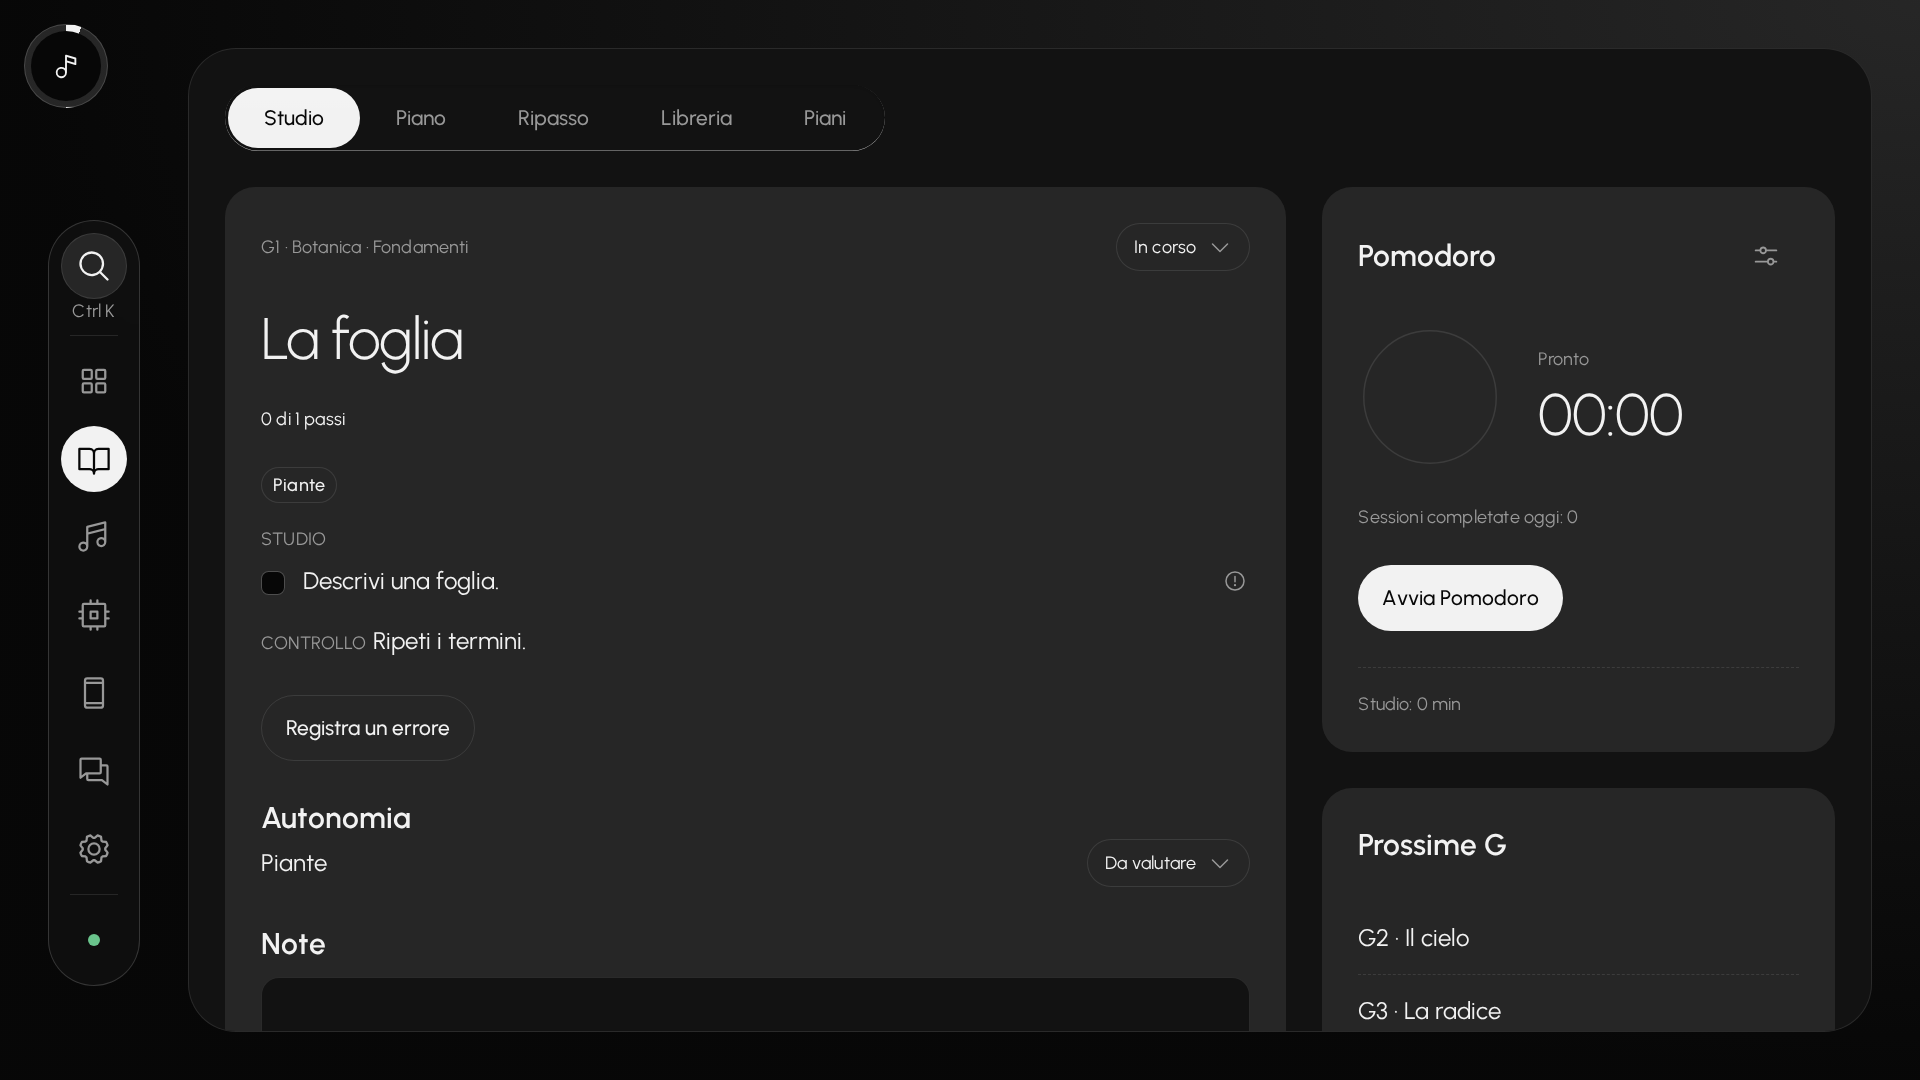 Studio
Piano
Ripasso
Libreria
Piani
Ctrl K
G1 · Botanica · Fondamenti
In corso
La foglia
0 di 1 passi
Piante
STUDIO
Descrivi una foglia.
CONTROLLO Ripeti i termini.
Registra un errore
Autonomia
Piante
Da valutare
Note
Pomodoro
Pronto
00:00
Sessioni completate oggi: 0
Avvia Pomodoro
Studio: 0 min
Prossime G
G2 · Il cielo
G3 · La radice